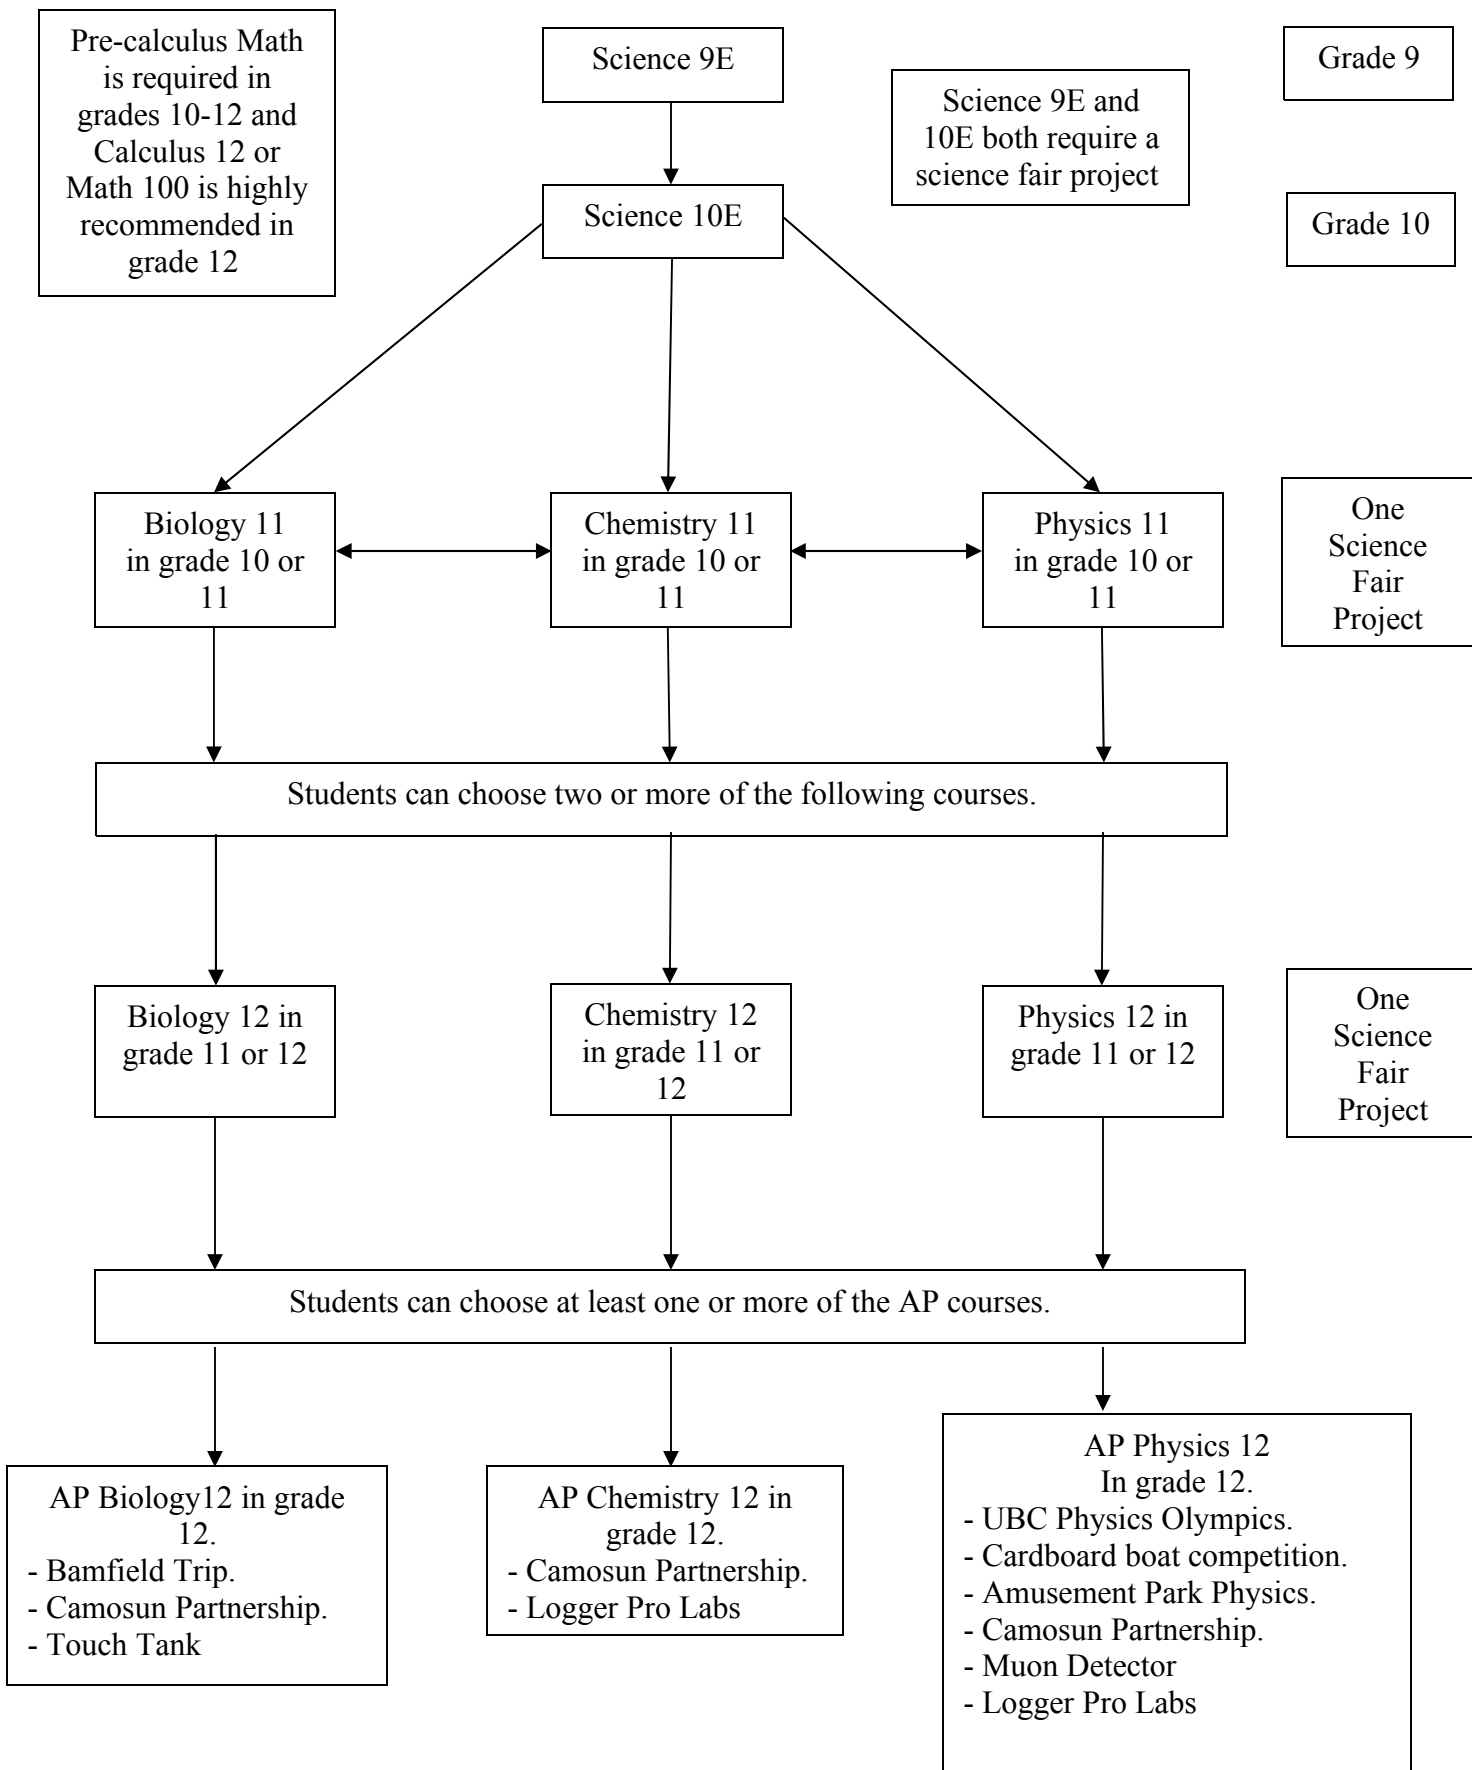 Pre-calculus Math
is required in
grades 10-12 and
Calculus 12 or
Math 100 is highly
recommended in
grade 12
Science 9E
Science 9E and
10E both require a
science fair project
Grade 9
Science 10E
Grade 10
Biology 11
in grade 10 or
11
Chemistry 11
in grade 10 or
11
Physics 11
in grade 10 or
11
One
Science
Fair
Project
Students can choose two or more of the following courses.
Biology 12 in
grade 11 or 12
Chemistry 12
in grade 11 or
12
Physics 12 in
grade 11 or 12
One
Science
Fair
Project
Students can choose at least one or more of the AP courses.
AP Biology12 in grade
12.
- Bamfield Trip.
- Camosun Partnership.
- Touch Tank
AP Chemistry 12 in
grade 12.
- Camosun Partnership.
- Logger Pro Labs
AP Physics 12
In grade 12.
- UBC Physics Olympics.
- Cardboard boat competition.
- Amusement Park Physics.
- Camosun Partnership.
- Muon Detector
- Logger Pro Labs